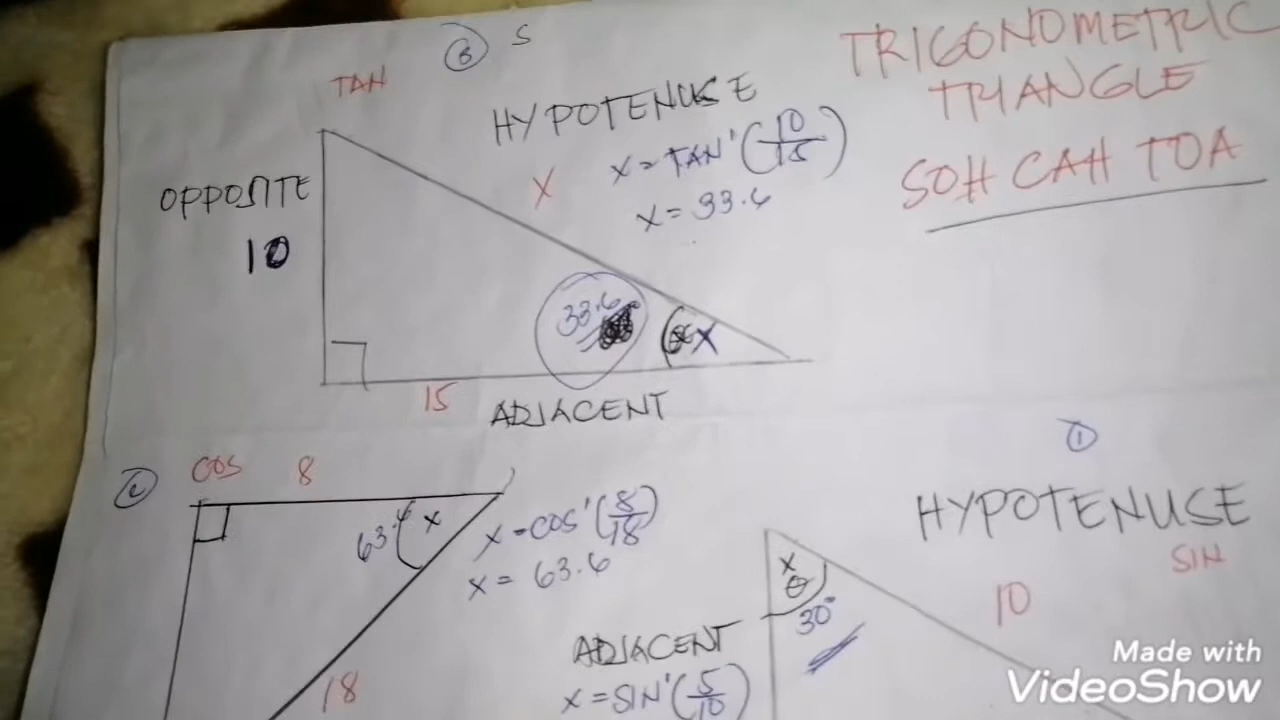 TRIGONOMETRIC
TRIANGLE
SOH CAH TOA
S
TAN
HYPOTENUSE
X
X = TAN' (10/15)
X = 33.6
OPPOSITE
10
33.6
X
15
ADJACENT
COS
8
63.4
X
X = COS' (8/18)
X = 63.6
18
①
HYPOTENUSE
SIN
10
X
θ
30°
ADJACENT
X = SIN' (5/10)
Made with
VideoShow